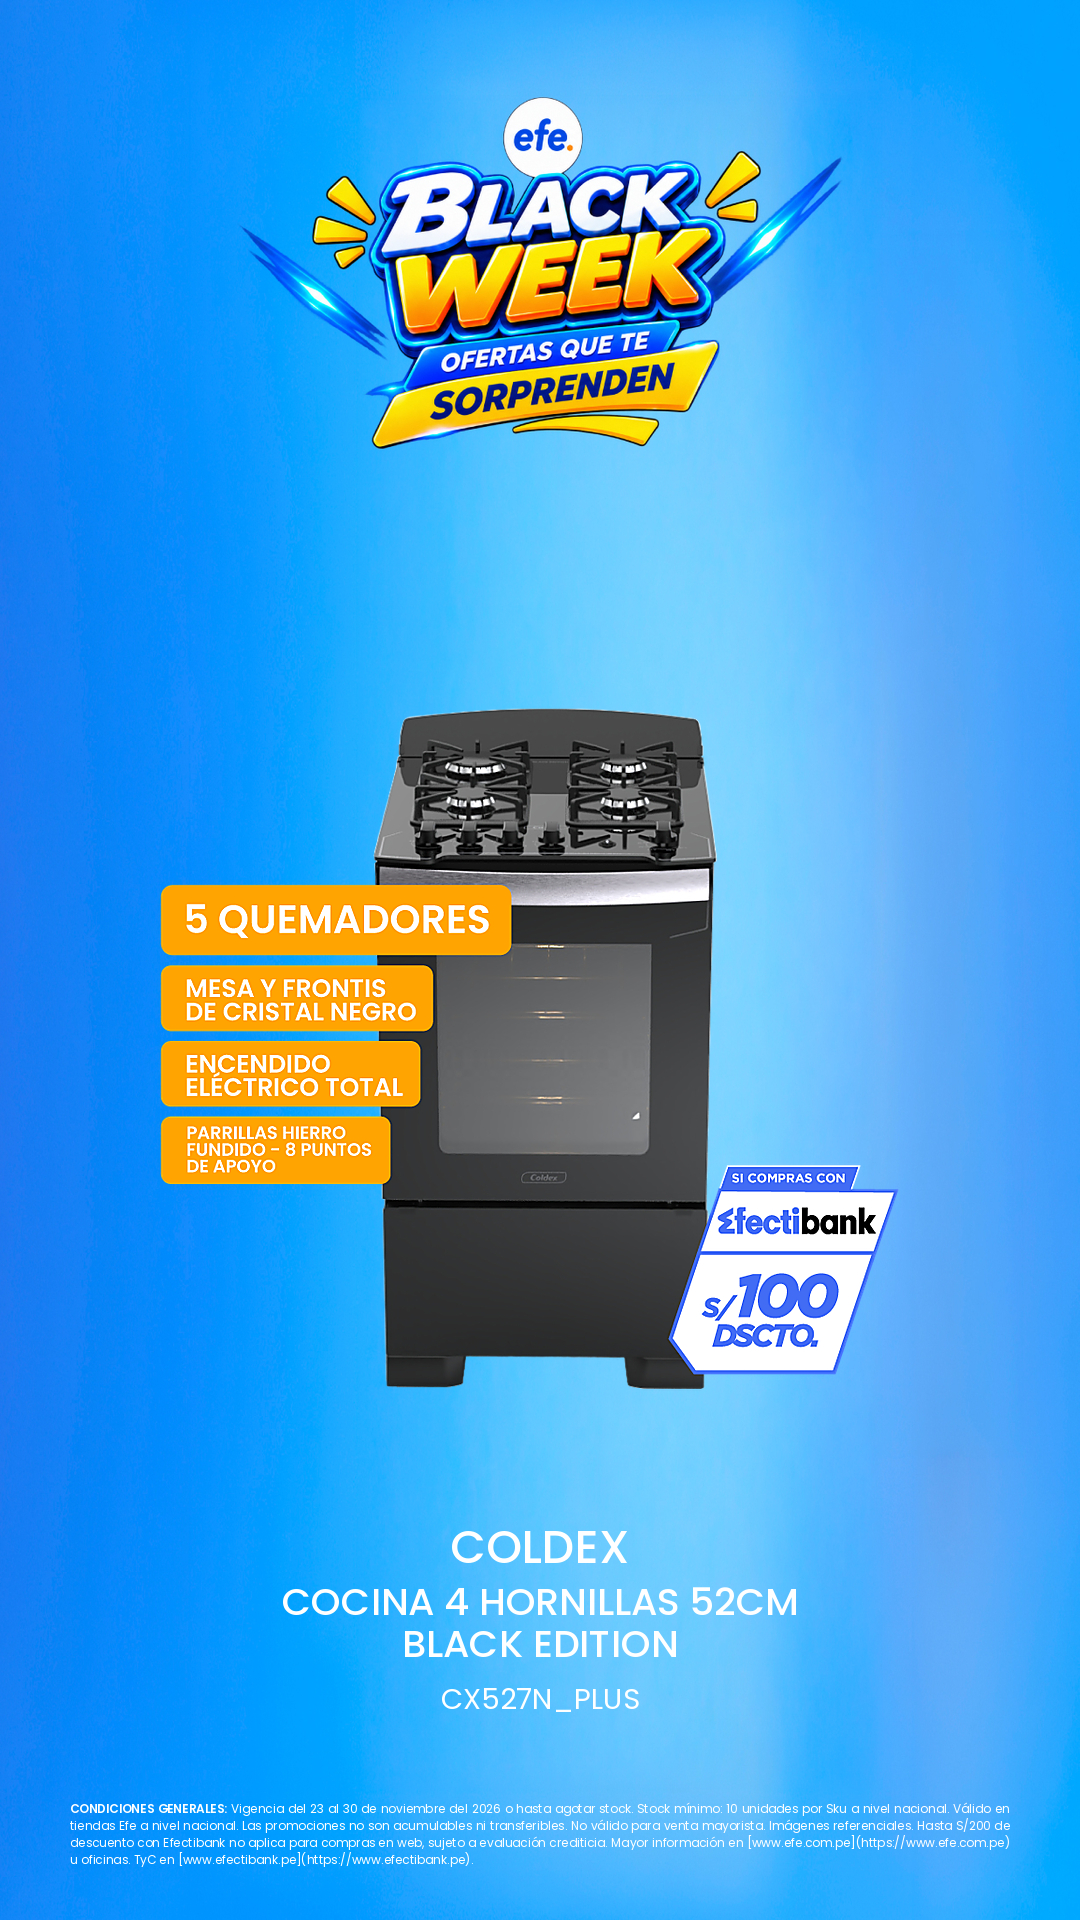 efe.
BLACK
WEEK
OFERTAS QUE TE
SORPRENDEN
5 QUEMADORES
MESA Y FRONTIS
DE CRISTAL NEGRO
ENCENDIDO
ELÉCTRICO TOTAL
PARRILLAS HIERRO
FUNDIDO - 8 PUNTOS
DE APOYO
Coldex
SI COMPRAS CON
Efectibank
S/100
DSCTO.
COLDEX
COCINA 4 HORNILLAS 52CM
BLACK EDITION
CX527N_PLUS
CONDICIONES GENERALES: Vigencia del 23 al 30 de noviembre del 2026 o hasta agotar stock. Stock mínimo: 10 unidades por Sku a nivel nacional. Válido en
tiendas Efe a nivel nacional. Las promociones no son acumulables ni transferibles. No válido para venta mayorista. Imágenes referenciales. Hasta S/200 de
descuento con Efectibank no aplica para compras en web, sujeto a evaluación crediticia. Mayor información en [www.efe.com.pe](https://www.efe.com.pe)
u oficinas. TyC en [www.efectibank.pe](https://www.efectibank.pe).